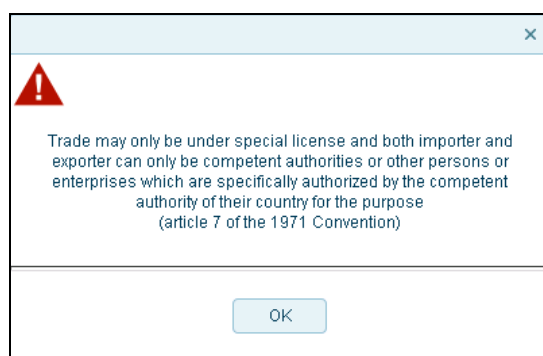 Trade may only be under special license and both importer and
exporter can only be competent authorities or other persons or
enterprises which are specifically authorized by the competent
authority of their country for the purpose
(article 7 of the 1971 Convention)
OK